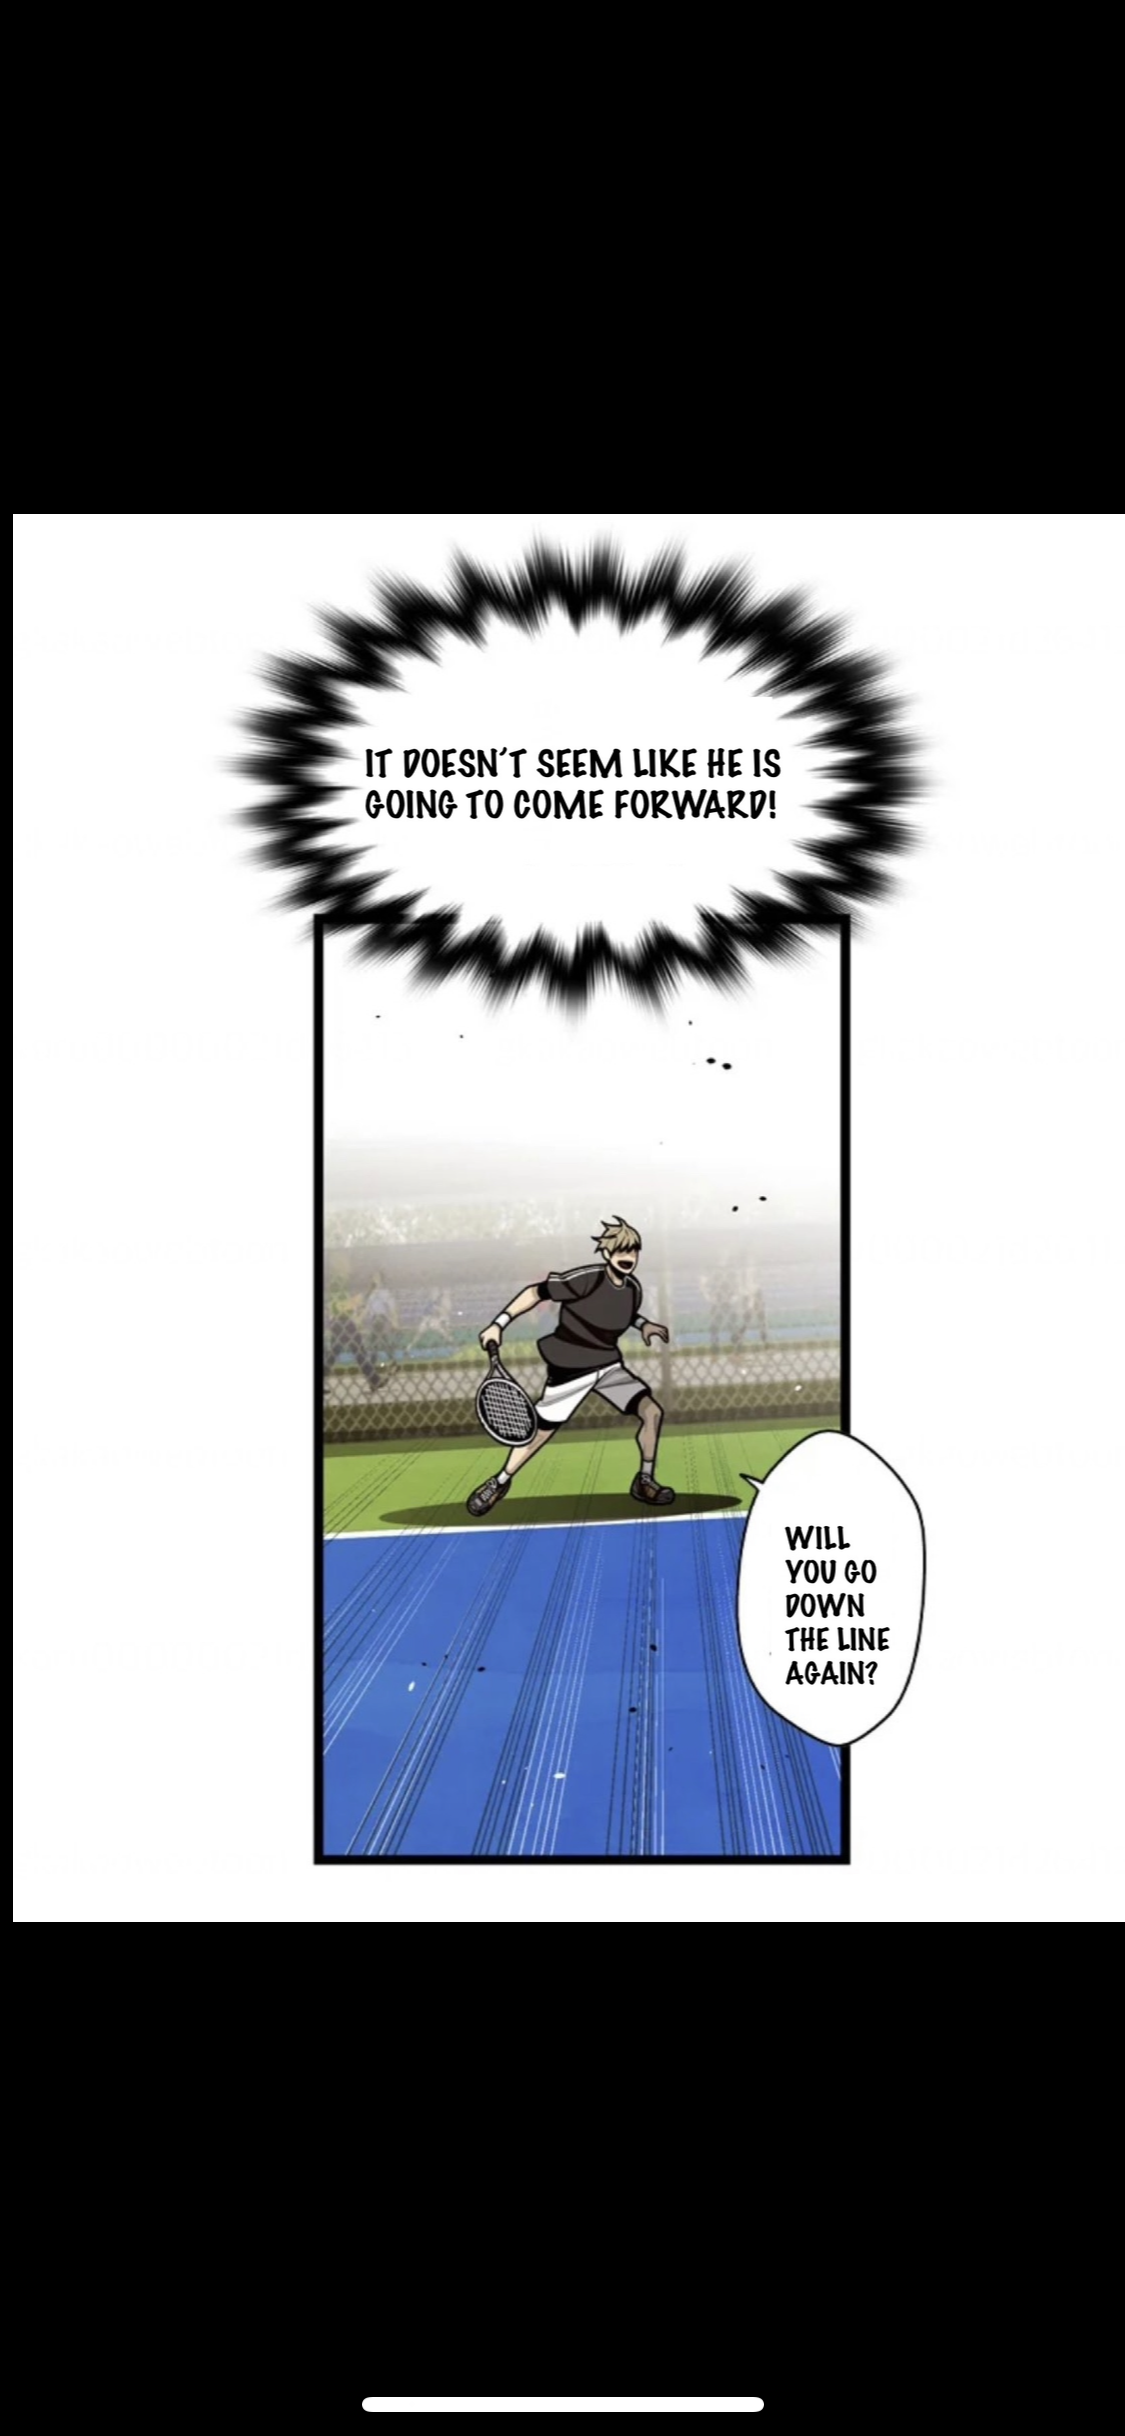 IT DOESN'T SEEM LIKE HE IS
GOING TO COME FORWARD!
WILL
YOU GO
DOWN
THE LINE
AGAIN?